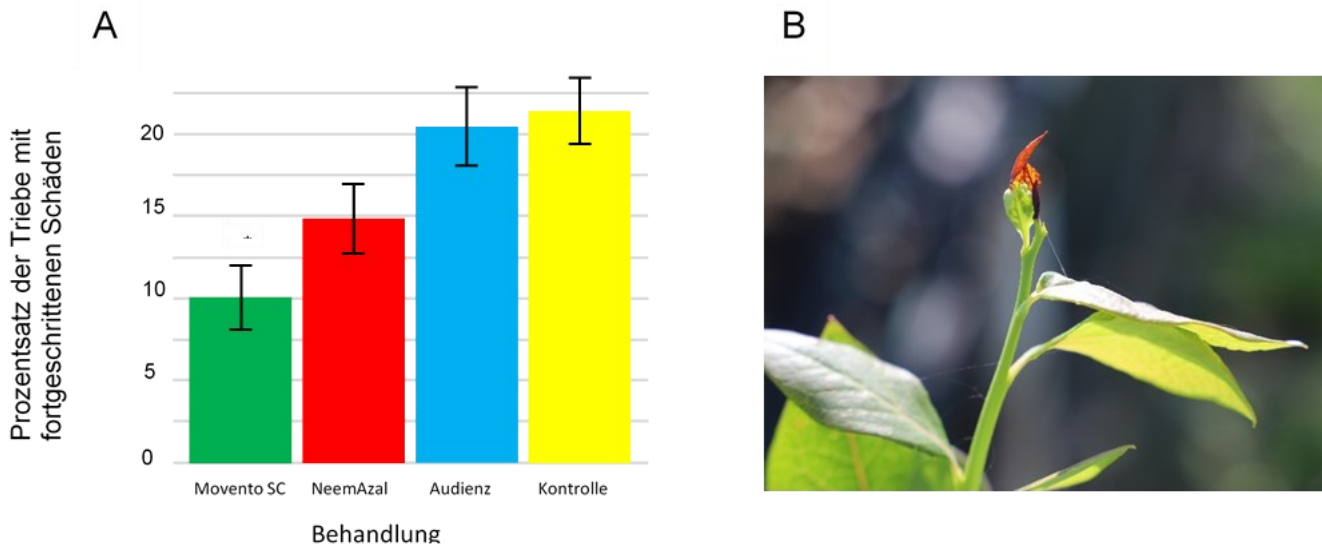 A
B
Prozentsatz der Triebe mit
fortgeschrittenen Schäden
20
15
10
5
0
Movento SC
NeemAzal
Audienz
Kontrolle
Behandlung